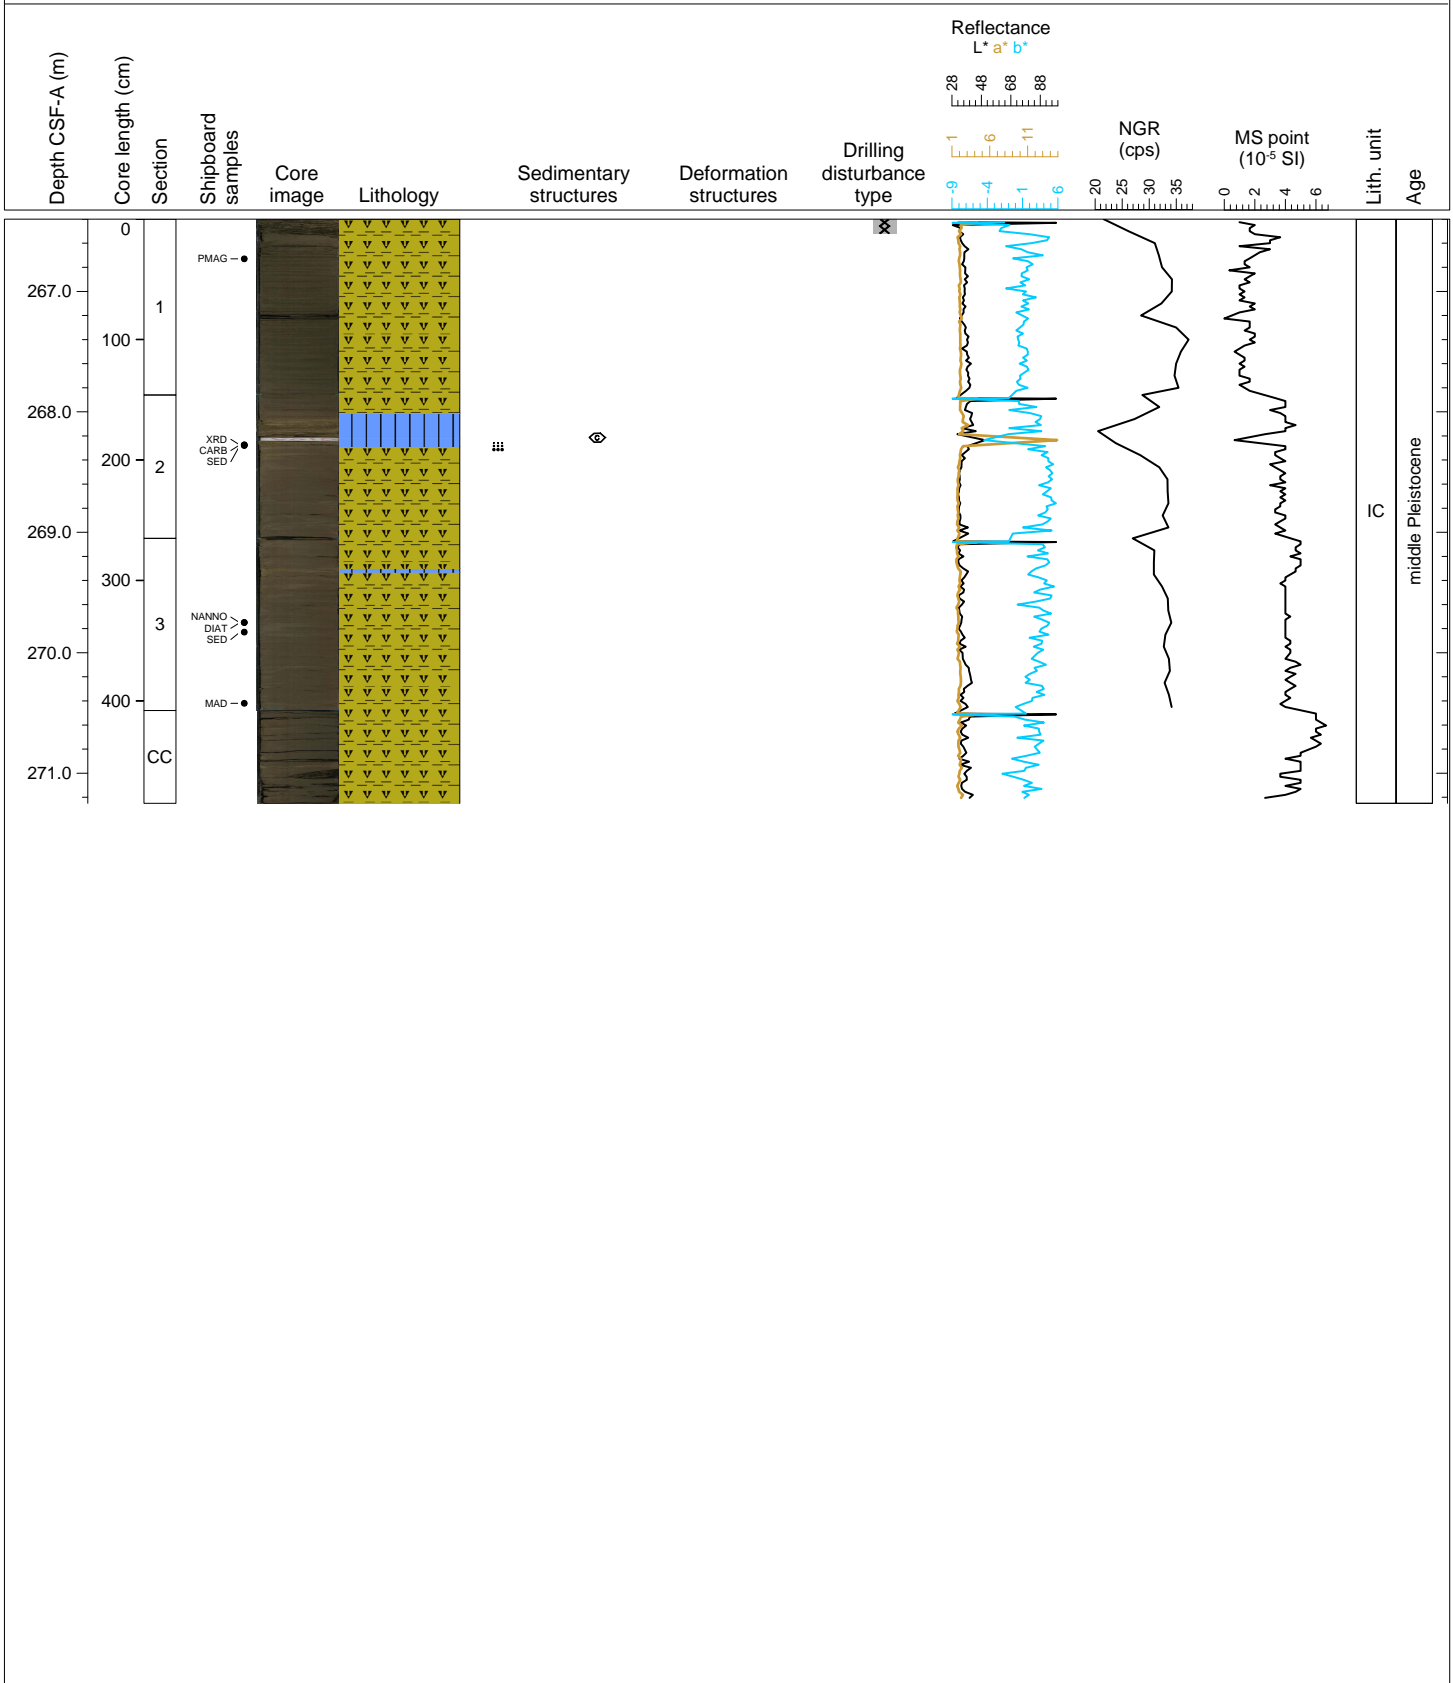 Depth CSF-A (m)
Core length (cm)
Section
Shipboard
samples
Core
image
Lithology
Sedimentary
structures
Deformation
structures
Drilling
disturbance
type
Reflectance
L* a* b*
28 48 68 88
1 6 11
-9 -4 1 6
NGR
(cps)
20 25 30 35
MS point
(10⁻⁵ SI)
0 2 4 6
Lith. unit
Age
0
PMAG
267.0
1
100
268.0
XRD
CARB
SED
c
200
2
269.0
IC
middle Pleistocene
300
NANNO
DIAT
SED
3
270.0
400
MAD
CC
271.0